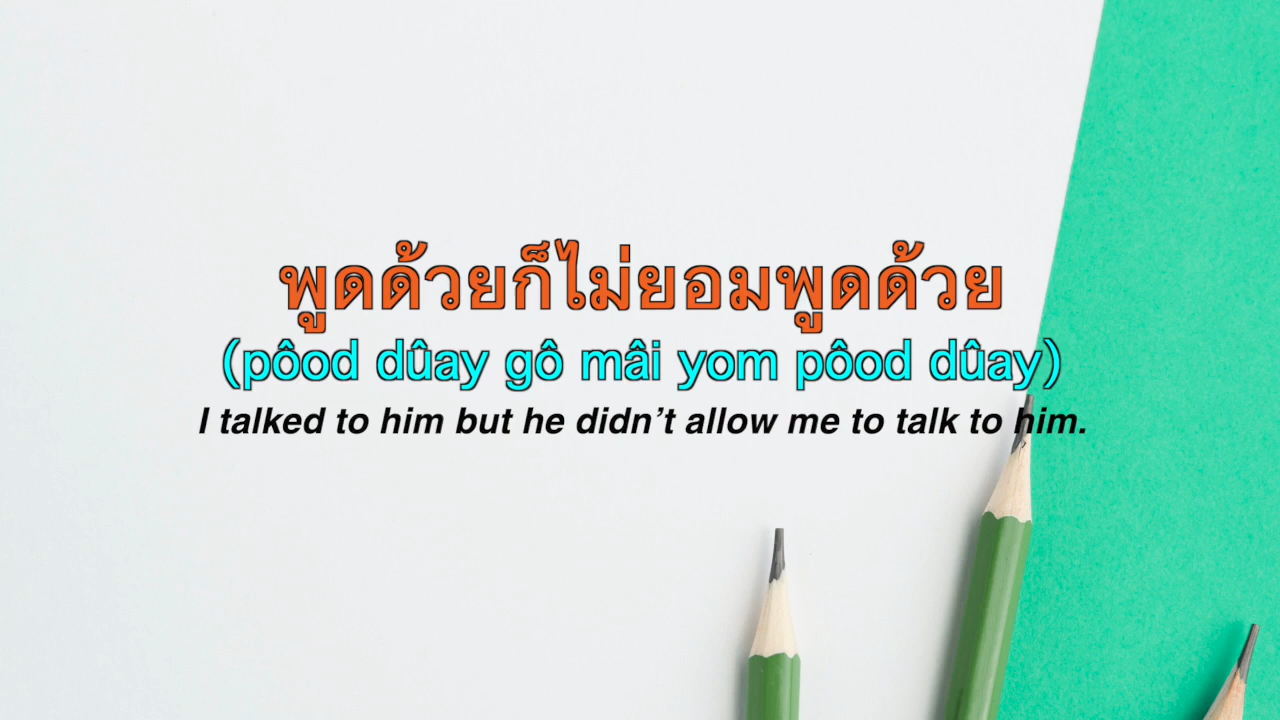 พูดด้วยก็ไม่ยอมพูดด้วย
(pôod dûay gô mâi yom pôod dûay)
I talked to him but he didn’t allow me to talk to him.